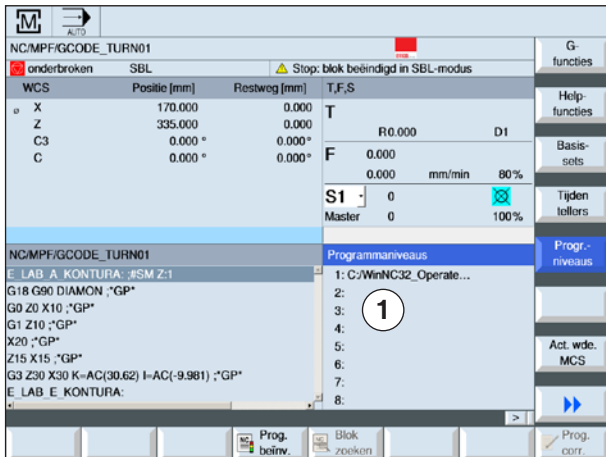 M
AUTO
NC/MPF/GCODE_TURN01
onderbroken SBL Stop: blok beëindigd in SBL-modus
WCS Positie [mm] Restweg [mm] T,F,S
X 170.000 0.000 T
Z 335.000 0.000
C3 0.000 ° 0.000° R0.000 D1
C 0.000 ° 0.000° F 0.000
0.000 mm/min 80%
S1 0
Master 0 100%
NC/MPF/GCODE_TURN01 Programmaniveaus
E_LAB_A_KONTURA: ;#SM Z:1
G18 G90 DIAMON ;*GP*
G0 Z0 X10 ;*GP*
G1 Z10 ;*GP*
X20 ;*GP*
Z15 X15 ;*GP*
G3 Z30 X30 K=AC(30.62) I=AC(-9.981) ;*GP*
E_LAB_E_KONTURA:
1: C:/WinNC32_Operate...
2:
3:
4:
5:
6:
7:
8:
1
>
G-
functies
Help-
functies
Basis-
sets
Tijden
tellers
Progr.-
niveaus
Act. wde.
MCS
NC Prog.
beïnv.
NC Blok
zoeken
Prog.
corr.